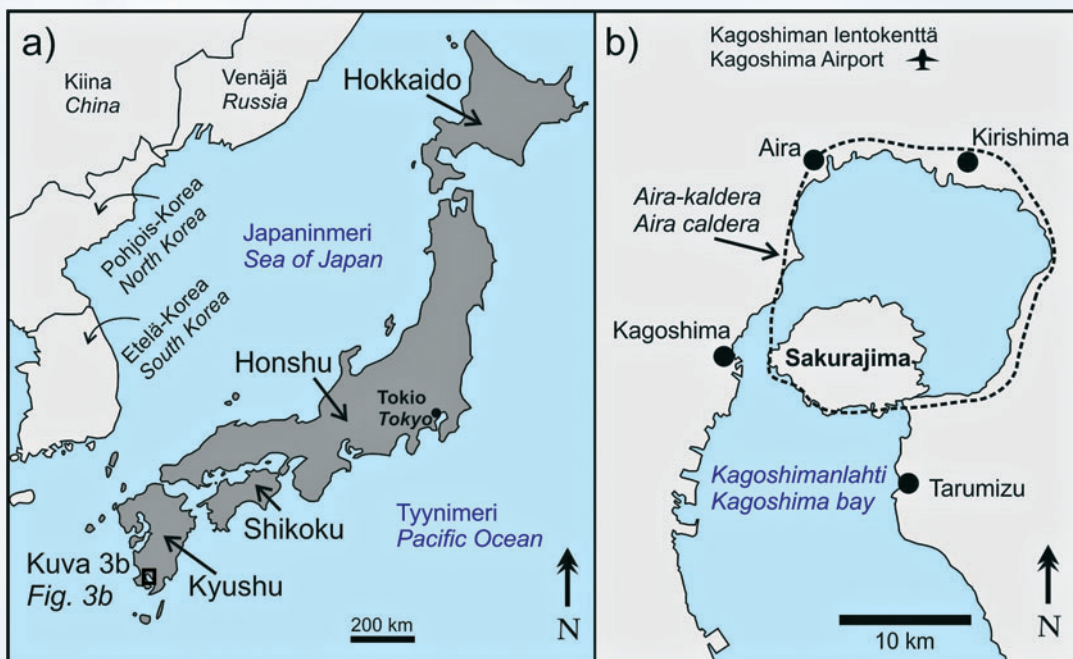 a)
Kiina
China
Venäjä
Russia
Hokkaido
Pohjois-Korea
North Korea
Japaninmeri
Sea of Japan
Etelä-Korea
South Korea
Honshu
Tokio
Tokyo
Shikoku
Tyynimeri
Pacific Ocean
Kuva 3b
Fig. 3b
Kyushu
200 km
N
b)
Kagoshiman lentokenttä
Kagoshima Airport
Aira
Kirishima
Aira-kaldera
Aira caldera
Kagoshima
Sakurajima
Kagoshimanlahti
Kagoshima bay
Tarumizu
10 km
N